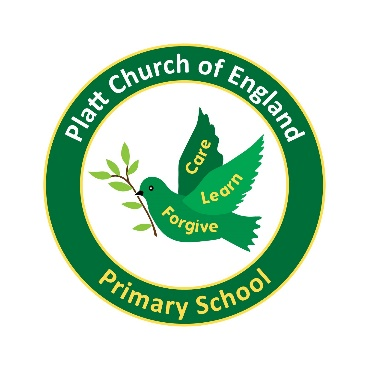 Platt Church of England
Care
Learn
Forgive
Primary School